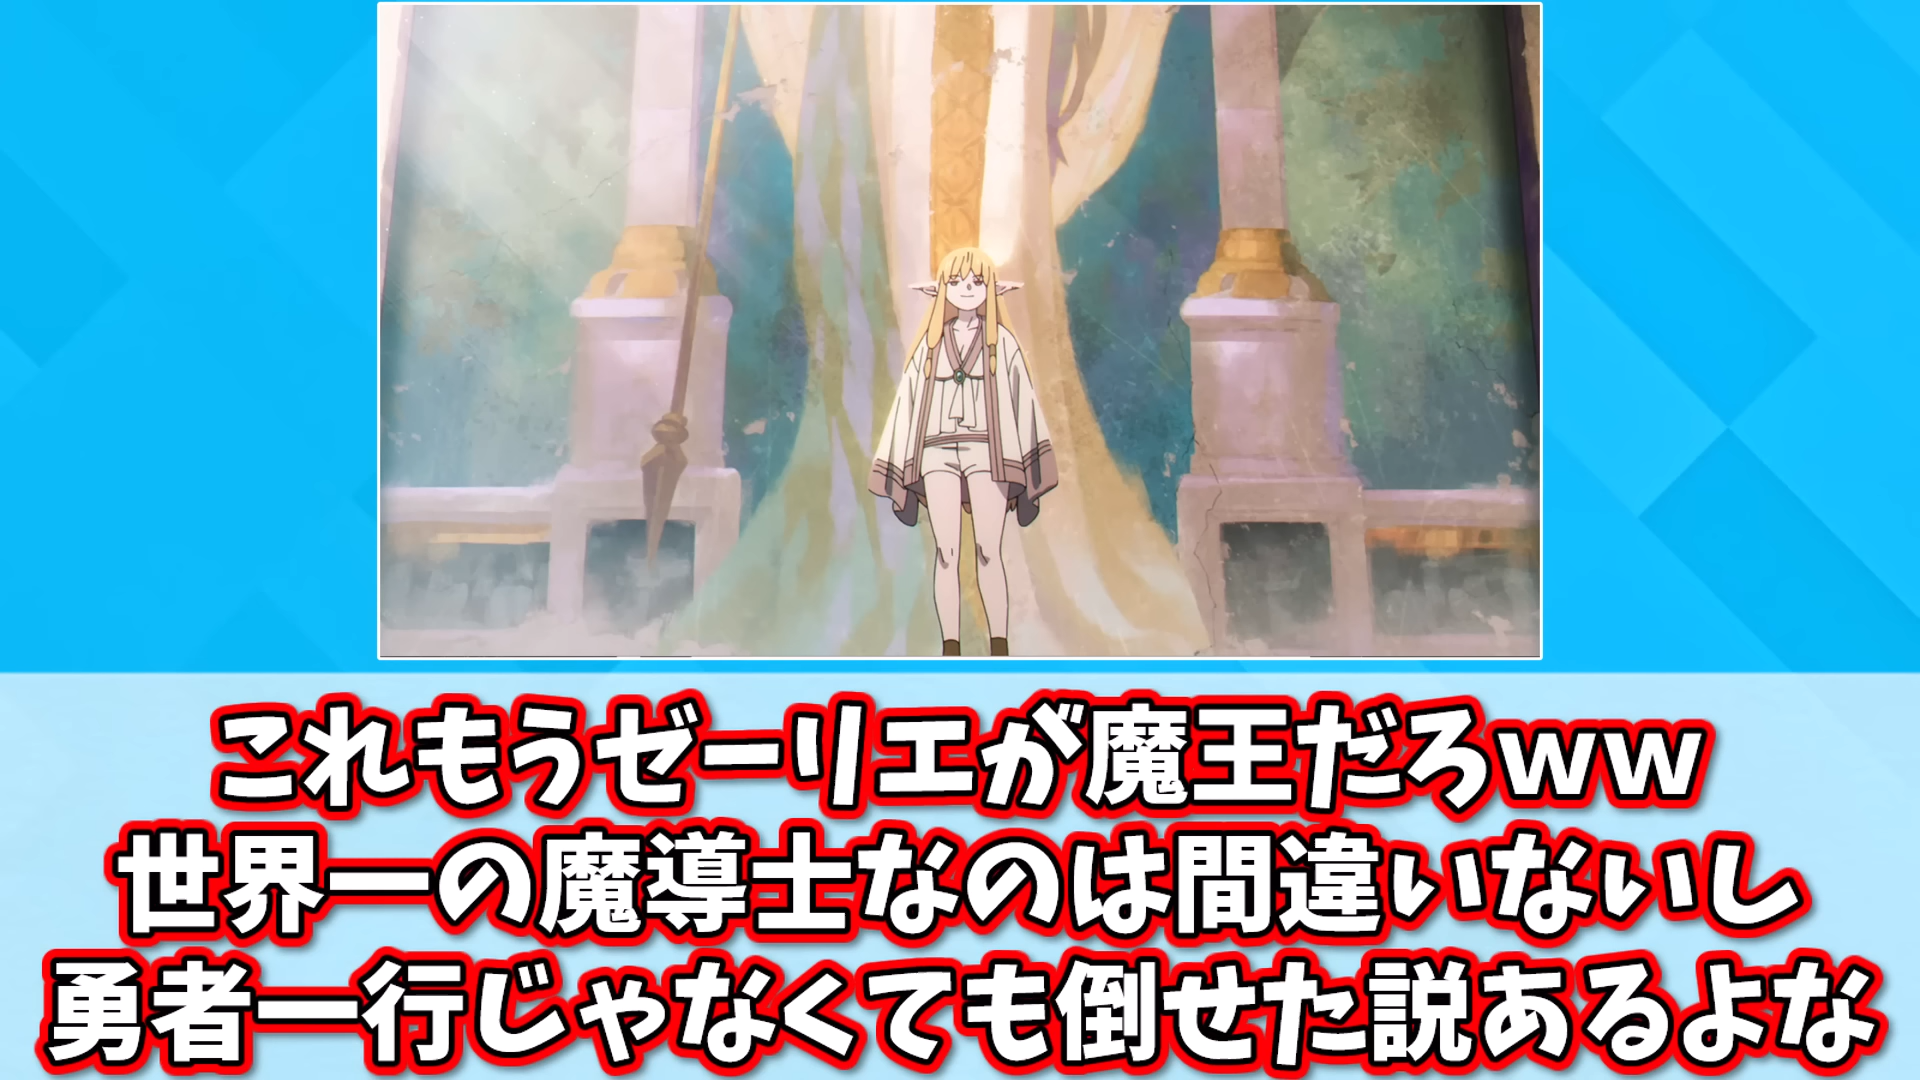 これもうゼーリエが魔王だろｗｗ
世界一の魔導士なのは間違いないし
勇者一行じゃなくても倒せた説あるよな